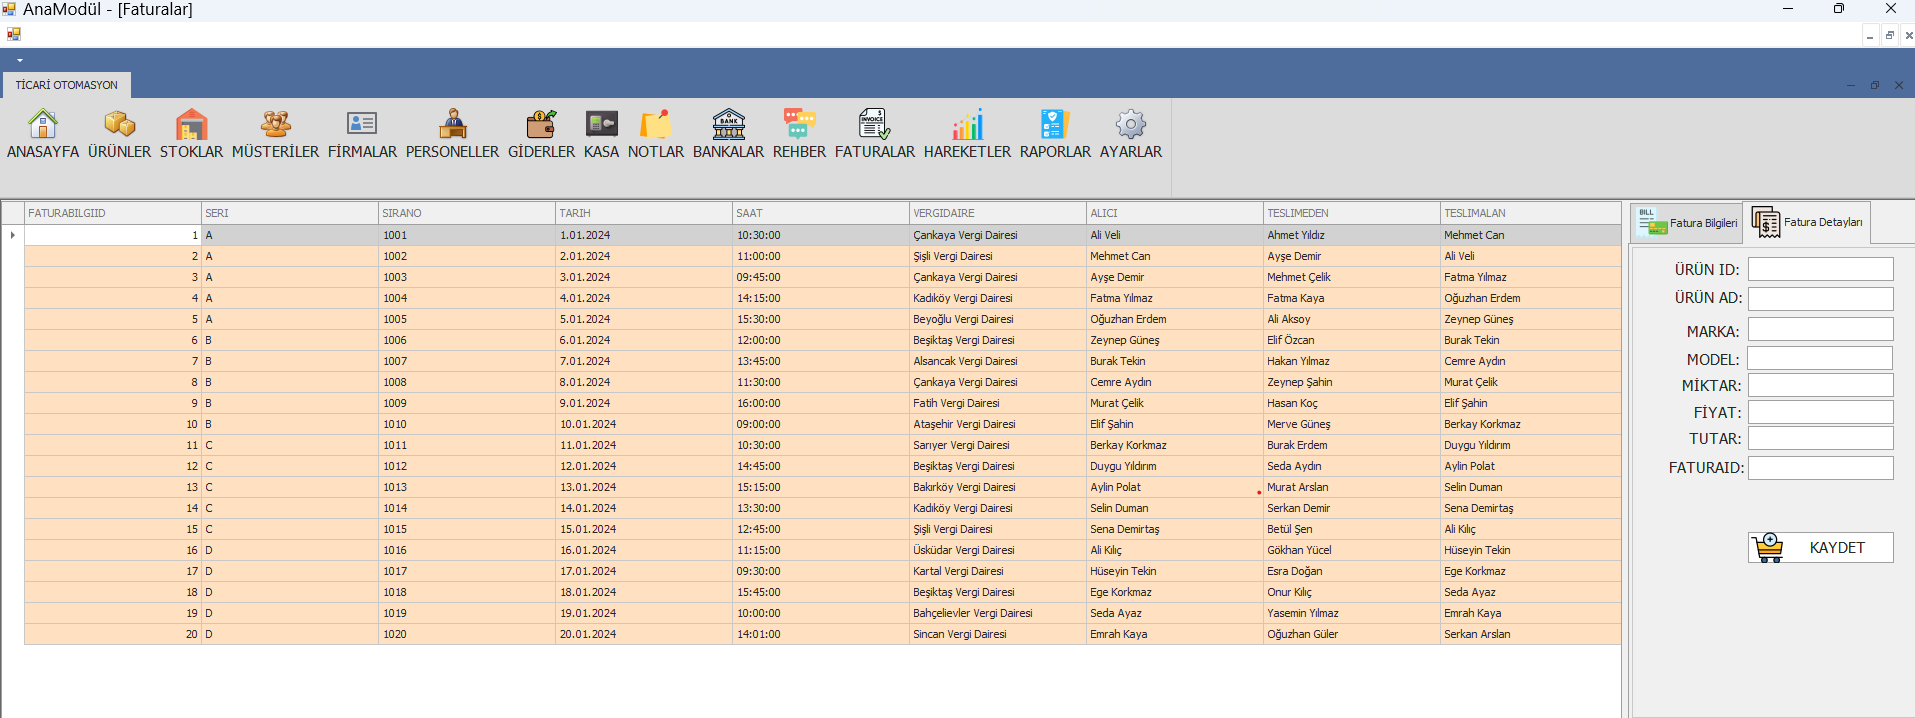 AnaModül - [Faturalar]
TİCARİ OTOMASYON
ANASAYFA ÜRÜNLER STOKLAR MÜSTERİLER FİRMALAR PERSONELLER GİDERLER KASA NOTLAR BANKALAR REHBER FATURALAR HAREKETLER RAPORLAR AYARLAR
FATURABILGIID SERI SIRANO TARIH SAAT VERGIDAIRE ALICI TESLIMEDEN TESLIMALAN
1 A 1001 1.01.2024 10:30:00 Çankaya Vergi Dairesi Ali Veli Ahmet Yıldız Mehmet Can
2 A 1002 2.01.2024 11:00:00 Şişli Vergi Dairesi Mehmet Can Ayşe Demir Ali Veli
3 A 1003 3.01.2024 09:45:00 Çankaya Vergi Dairesi Ayşe Demir Mehmet Çelik Fatma Yılmaz
4 A 1004 4.01.2024 14:15:00 Kadıköy Vergi Dairesi Fatma Yılmaz Fatma Kaya Oğuzhan Erdem
5 A 1005 5.01.2024 15:30:00 Beyoğlu Vergi Dairesi Oğuzhan Erdem Ali Aksoy Zeynep Güneş
6 B 1006 6.01.2024 12:00:00 Beşiktaş Vergi Dairesi Zeynep Güneş Elif Özcan Burak Tekin
7 B 1007 7.01.2024 13:45:00 Alsancak Vergi Dairesi Burak Tekin Hakan Yılmaz Cemre Aydın
8 B 1008 8.01.2024 11:30:00 Çankaya Vergi Dairesi Cemre Aydın Zeynep Şahin Murat Çelik
9 B 1009 9.01.2024 16:00:00 Fatih Vergi Dairesi Murat Çelik Hasan Koç Elif Şahin
10 B 1010 10.01.2024 09:00:00 Ataşehir Vergi Dairesi Elif Şahin Merve Güneş Berkay Korkmaz
11 C 1011 11.01.2024 10:30:00 Sarıyer Vergi Dairesi Berkay Korkmaz Burak Erdem Duygu Yıldırım
12 C 1012 12.01.2024 14:45:00 Beşiktaş Vergi Dairesi Duygu Yıldırım Seda Aydın Aylin Polat
13 C 1013 13.01.2024 15:15:00 Bakırköy Vergi Dairesi Aylin Polat Murat Arslan Selin Duman
14 C 1014 14.01.2024 13:30:00 Kadıköy Vergi Dairesi Selin Duman Serkan Demir Sena Demirtaş
15 C 1015 15.01.2024 12:45:00 Şişli Vergi Dairesi Sena Demirtaş Betül Şen Ali Kılıç
16 D 1016 16.01.2024 11:15:00 Üsküdar Vergi Dairesi Ali Kılıç Gökhan Yücel Hüseyin Tekin
17 D 1017 17.01.2024 09:30:00 Kartal Vergi Dairesi Hüseyin Tekin Esra Doğan Ege Korkmaz
18 D 1018 18.01.2024 15:45:00 Beşiktaş Vergi Dairesi Ege Korkmaz Onur Kılıç Seda Ayaz
19 D 1019 19.01.2024 10:00:00 Bahçelievler Vergi Dairesi Seda Ayaz Yasemin Yılmaz Emrah Kaya
20 D 1020 20.01.2024 14:01:00 Sincan Vergi Dairesi Emrah Kaya Oğuzhan Güler Serkan Arslan
BILL Fatura Bilgileri Fatura Detayları
ÜRÜN ID:
ÜRÜN AD:
MARKA:
MODEL:
MİKTAR:
FİYAT:
TUTAR:
FATURAID:
KAYDET
BANK
INVOICE